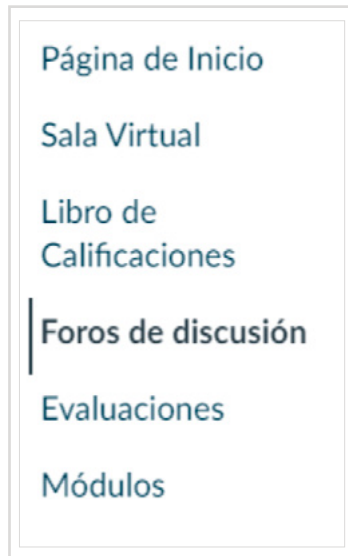 Página de Inicio
Sala Virtual
Libro de
Calificaciones
Foros de discusión
Evaluaciones
Módulos